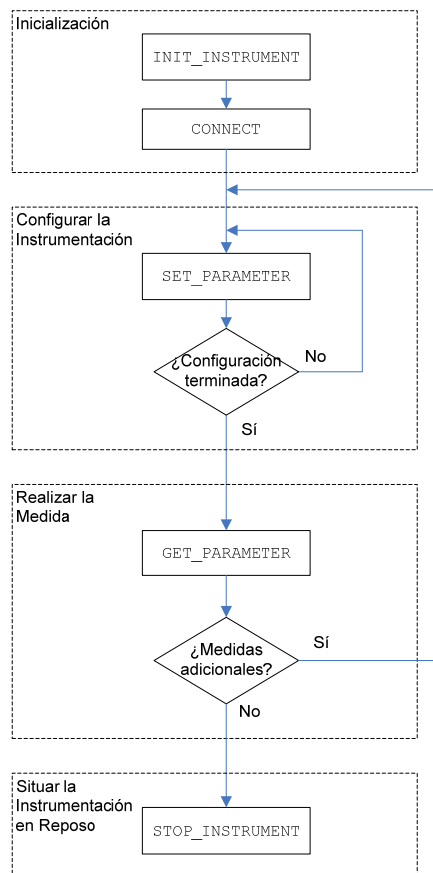 Inicialización
INIT_INSTRUMENT
CONNECT
Configurar la
Instrumentación
SET_PARAMETER
¿Configuración
terminada?
No
Sí
Realizar la
Medida
GET_PARAMETER
¿Medidas
adicionales?
Sí
No
Situar la
Instrumentación
en Reposo
STOP_INSTRUMENT